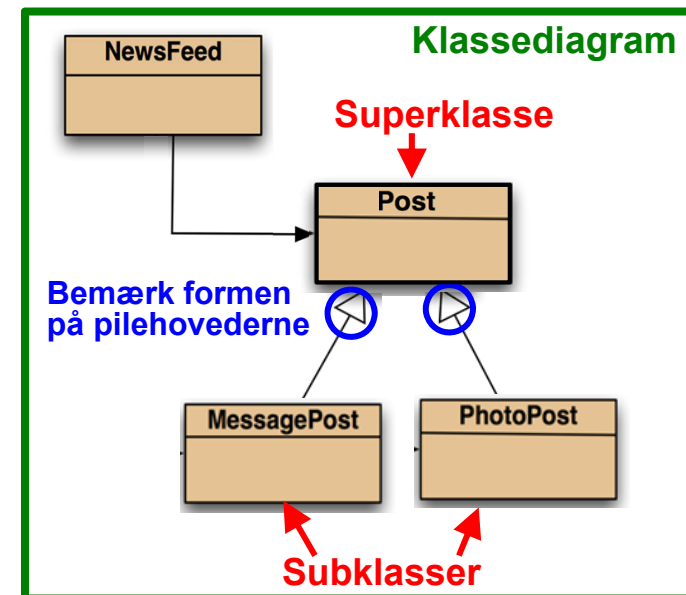 Klassediagram
NewsFeed
Superklasse
Post
Bemærk formen
på pilehovederne
MessagePost
PhotoPost
Subklasser